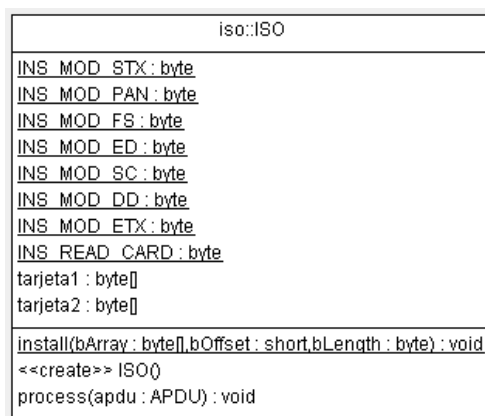 iso::ISO
INS_MOD_STX : byte
INS_MOD_PAN : byte
INS_MOD_FS : byte
INS_MOD_ED : byte
INS_MOD_SC : byte
INS_MOD_DD : byte
INS_MOD_ETX : byte
INS_READ_CARD : byte
tarjeta1 : byte[]
tarjeta2 : byte[]
install(bArray : byte[],bOffset : short,bLength : byte) : void
<<create>> ISO()
process(apdu : APDU) : void